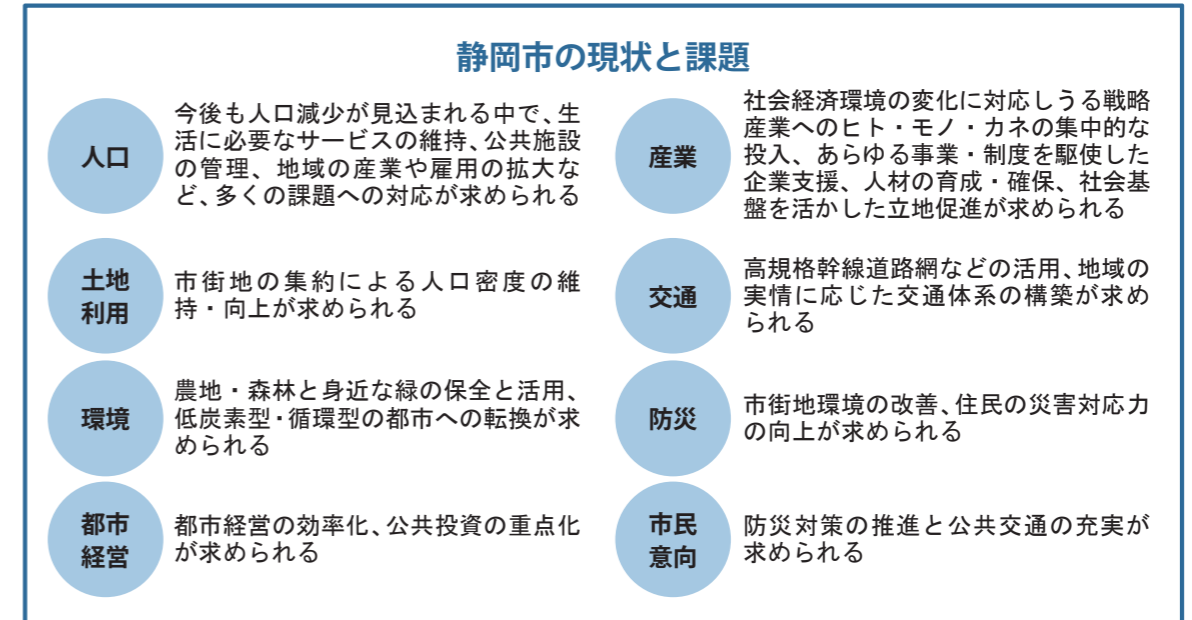 静岡市の現状と課題
人口
今後も人口減少が見込まれる中で、生
活に必要なサービスの維持、公共施設
の管理、地域の産業や雇用の拡大な
ど、多くの課題への対応が求められる
産業
社会経済環境の変化に対応しうる戦略
産業へのヒト・モノ・カネの集中的な
投入、あらゆる事業・制度を駆使した
企業支援、人材の育成・確保、社会基
盤を活かした立地促進が求められる
土地
利用
市街地の集約による人口密度の維
持・向上が求められる
交通
高規格幹線道路網などの活用、地域の
実情に応じた交通体系の構築が求め
られる
環境
農地・森林と身近な緑の保全と活用、
低炭素型・循環型の都市への転換が求
められる
防災
市街地環境の改善、住民の災害対応力
の向上が求められる
都市
経営
都市経営の効率化、公共投資の重点化
が求められる
市民
意向
防災対策の推進と公共交通の充実が
求められる